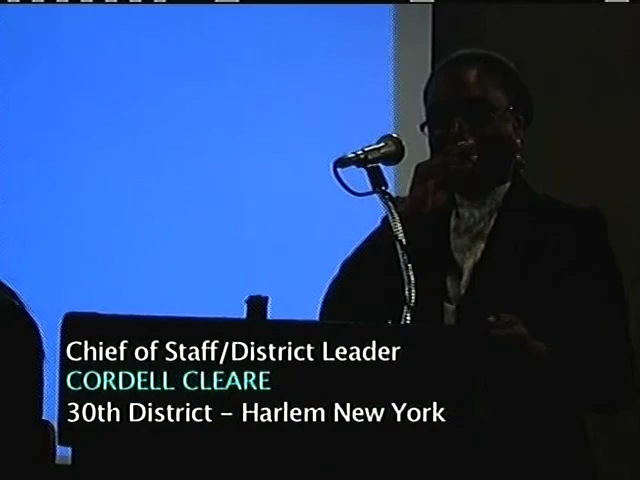 Chief of Staff/District Leader
CORDELL CLEARE
30th District – Harlem New York